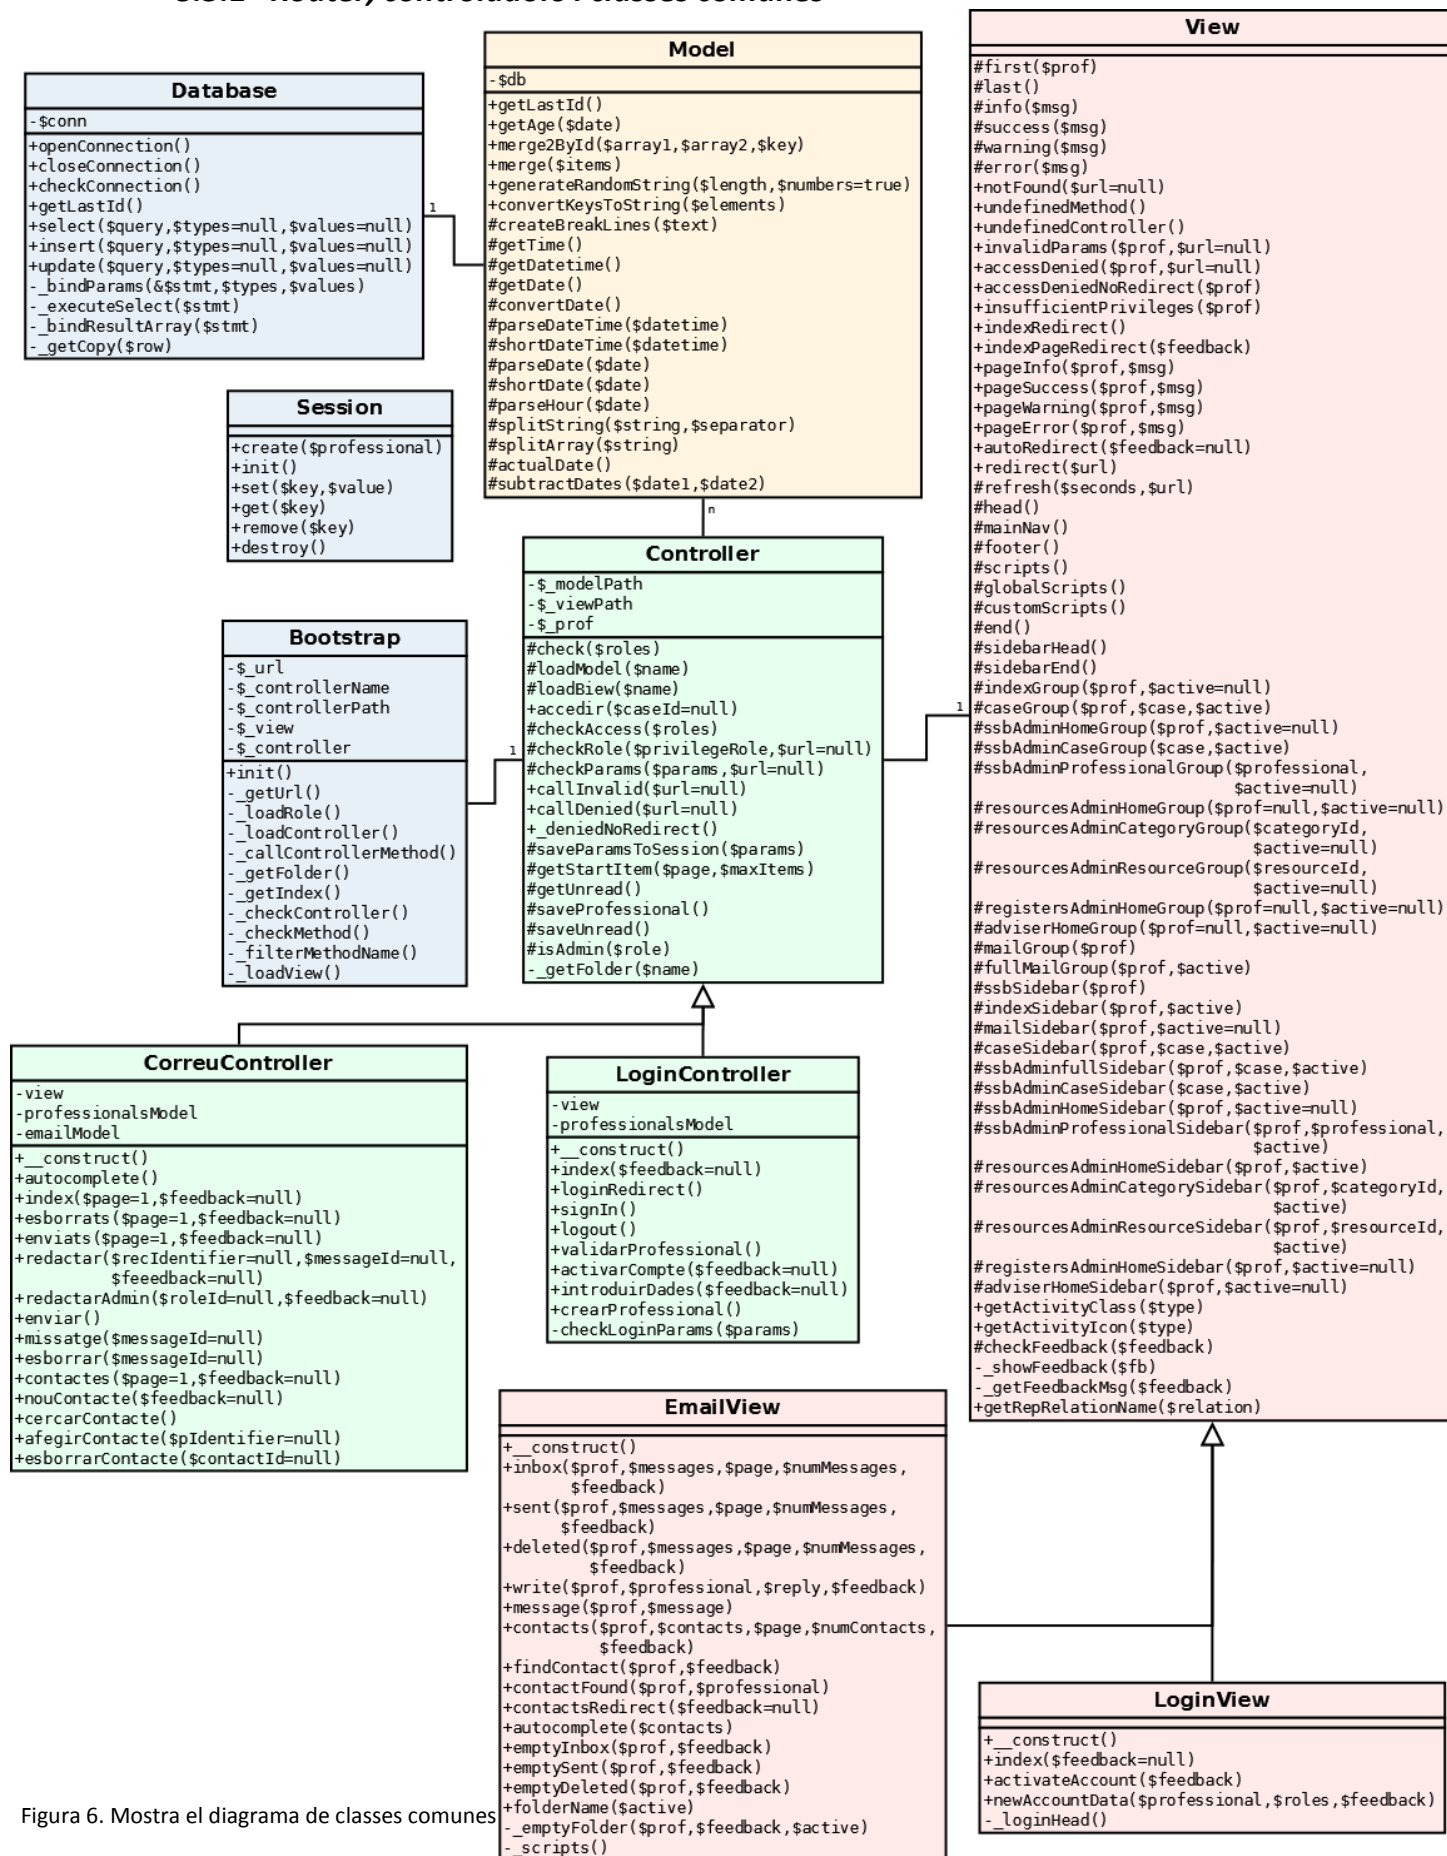 Database
-$conn
+openConnection()
+closeConnection()
+checkConnection()
+getLastId()
+select($query,$types=null,$values=null)
+insert($query,$types=null,$values=null)
+update($query,$types=null,$values=null)
-_bindParams(&$stmt,$types,$values)
-_executeSelect($stmt)
-_bindResultArray($stmt)
-_getCopy($row)
1
Model
-$db
+getLastId()
+getAge($date)
+merge2ById($array1,$array2,$key)
+merge($items)
+generateRandomString($length,$numbers=true)
+convertKeysToString($elements)
#createBreakLines($text)
#getTime()
#getDatetime()
#getDate()
#convertDate()
#parseDateTime($datetime)
#shortDateTime($datetime)
#parseDate($date)
#shortDate($date)
#parseHour($date)
#splitString($string,$separator)
#splitArray($string)
#actualDate()
#subtractDates($date1,$date2)
n
Session
+create($professional)
+init()
+set($key,$value)
+get($key)
+remove($key)
+destroy()
Bootstrap
-$_url
-$_controllerName
-$_controllerPath
-$_view
-$_controller
+init()
-_getUrl()
-_loadRole()
-_loadController()
-_callControllerMethod()
-_getFolder()
-_getIndex()
-_checkController()
-_checkMethod()
-_filterMethodName()
-_loadView()
1
Controller
-$_modelPath
-$_viewPath
-$_prof
#check($roles)
#loadModel($name)
#loadBiew($name)
+accedir($caseId=null)
#checkAccess($roles)
#checkRole($privilegeRole,$url=null)
#checkParams($params,$url=null)
+callInvalid($url=null)
+callDenied($url=null)
+_deniedNoRedirect()
#saveParamsToSession($params)
#getStartItem($page,$maxItems)
#getUnread()
#saveProfessional()
#saveUnread()
#isAdmin($role)
-_getFolder($name)
1
View
#first($prof)
#last()
#info($msg)
#success($msg)
#warning($msg)
#error($msg)
+notFound($url=null)
+undefinedMethod()
+undefinedController()
+invalidParams($prof,$url=null)
+accessDenied($prof,$url=null)
+accessDeniedNoRedirect($prof)
+insufficientPrivileges($prof)
+indexRedirect()
+indexPageRedirect($feedback)
+pageInfo($prof,$msg)
+pageSuccess($prof,$msg)
+pageWarning($prof,$msg)
+pageError($prof,$msg)
+autoRedirect($feedback=null)
+redirect($url)
#refresh($seconds,$url)
#head()
#mainNav()
#footer()
#scripts()
#globalScripts()
#customScripts()
#end()
#sidebarHead()
#sidebarEnd()
#indexGroup($prof,$active=null)
#caseGroup($prof,$case,$active)
#ssbAdminHomeGroup($prof,$active=null)
#ssbAdminCaseGroup($case,$active)
#ssbAdminProfessionalGroup($professional,
$active=null)
#resourcesAdminHomeGroup($prof=null,$active=null)
#resourcesAdminCategoryGroup($categoryId,
$active=null)
#resourcesAdminResourceGroup($resourceId,
$active=null)
#registersAdminHomeGroup($prof=null,$active=null)
#adviserHomeGroup($prof=null,$active=null)
#mailGroup($prof)
#fullMailGroup($prof,$active)
#ssbSidebar($prof)
#indexSidebar($prof,$active)
#mailSidebar($prof,$active=null)
#caseSidebar($prof,$case,$active)
#ssbAdminfullSidebar($prof,$case,$active)
#ssbAdminCaseSidebar($case,$active)
#ssbAdminHomeSidebar($prof,$active=null)
#ssbAdminProfessionalSidebar($prof,$professional,
$active)
#resourcesAdminHomeSidebar($prof,$active)
#resourcesAdminCategorySidebar($prof,$categoryId,
$active)
#resourcesAdminResourceSidebar($prof,$resourceId,
$active)
#registersAdminHomeSidebar($prof,$active=null)
#adviserHomeSidebar($prof,$active=null)
+getActivityClass($type)
+getActivityIcon($type)
#checkFeedback($feedback)
-_showFeedback($fb)
-_getFeedbackMsg($feedback)
+getRepRelationName($relation)
CorreuController
-view
-professionalsModel
-emailModel
+__construct()
+autocomplete()
+index($page=1,$feedback=null)
+esborrats($page=1,$feedback=null)
+enviats($page=1,$feedback=null)
+redactar($recIdentifier=null,$messageId=null,
$feeedback=null)
+redactarAdmin($roleId=null,$feedback=null)
+enviar()
+missatge($messageId=null)
+esborrar($messageId=null)
+contactes($page=1,$feedback=null)
+nouContacte($feedback=null)
+cercarContacte()
+afegirContacte($pIdentifier=null)
+esborrarContacte($contactId=null)
LoginController
-view
-professionalsModel
+__construct()
+index($feedback=null)
+loginRedirect()
+signIn()
+logout()
+validarProfessional()
+activarCompte($feedback=null)
+introduirDades($feedback=null)
+crearProfessional()
-checkLoginParams($params)
EmailView
+__construct()
+inbox($prof,$messages,$page,$numMessages,
$feedback)
+sent($prof,$messages,$page,$numMessages,
$feedback)
+deleted($prof,$messages,$page,$numMessages,
$feedback)
+write($prof,$professional,$reply,$feedback)
+message($prof,$message)
+contacts($prof,$contacts,$page,$numContacts,
$feedback)
+findContact($prof,$feedback)
+contactFound($prof,$professional)
+contactsRedirect($feedback=null)
+autocomplete($contacts)
+emptyInbox($prof,$feedback)
+emptySent($prof,$feedback)
+emptyDeleted($prof,$feedback)
+folderName($active)
-_emptyFolder($prof,$feedback,$active)
-_scripts()
LoginView
+__construct()
+index($feedback=null)
+activateAccount($feedback)
+newAccountData($professional,$roles,$feedback)
-_loginHead()
Figura 6. Mostra el diagrama de classes comunes